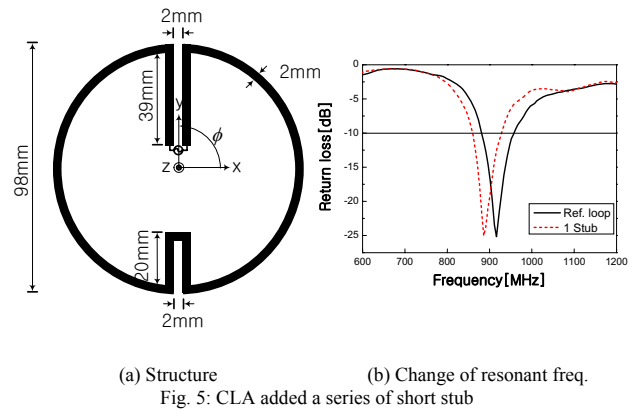 2mm
2mm
39mm
y
ϕ
z
x
98mm
20mm
2mm
0
-5
-10
-15
-20
-25
Return loss[dB]
Ref. loop
1 Stub
600 700 800 900 1000 1100 1200
Frequency[MHz]
(a) Structure (b) Change of resonant freq.
Fig. 5: CLA added a series of short stub